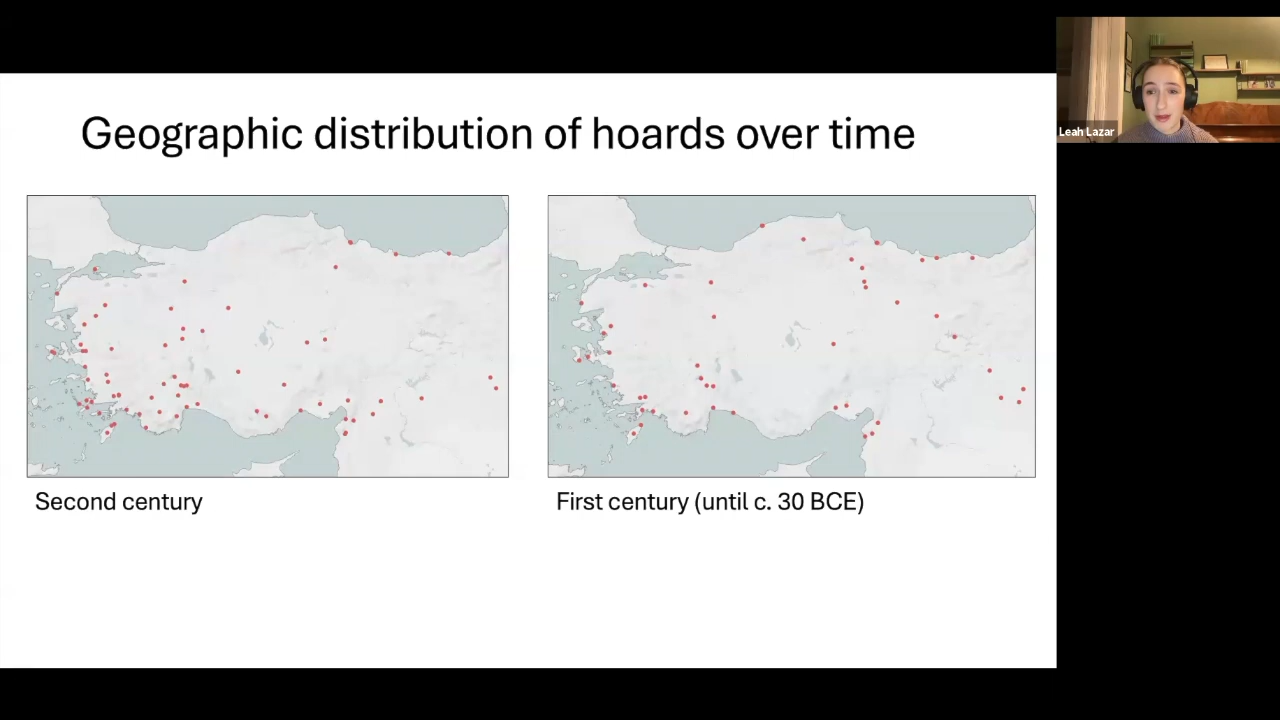 Geographic distribution of hoards over time
Leah Lazar
Second century
First century (until c. 30 BCE)